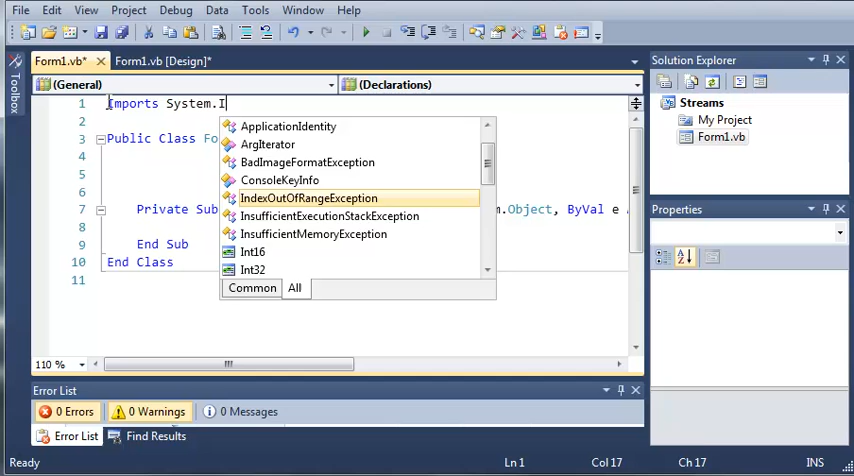 File Edit View Project Debug Data Tools Window Help
Form1.vb* Form1.vb [Design]*
Toolbox
(General) (Declarations)
1 Imports System.I
2
3 Public Class Fo
4
5
6
7 Private Sub m.Object, ByVal e
8
9 End Sub
10 End Class
11
ApplicationIdentity
ArgIterator
BadImageFormatException
ConsoleKeyInfo
IndexOutOfRangeException
InsufficientExecutionStackException
InsufficientMemoryException
Int16
Int32
Common All
110 %
Solution Explorer
Streams
My Project
Form1.vb
Properties
Error List
0 Errors 0 Warnings 0 Messages
Error List Find Results
Ready Ln 1 Col 17 Ch 17 INS